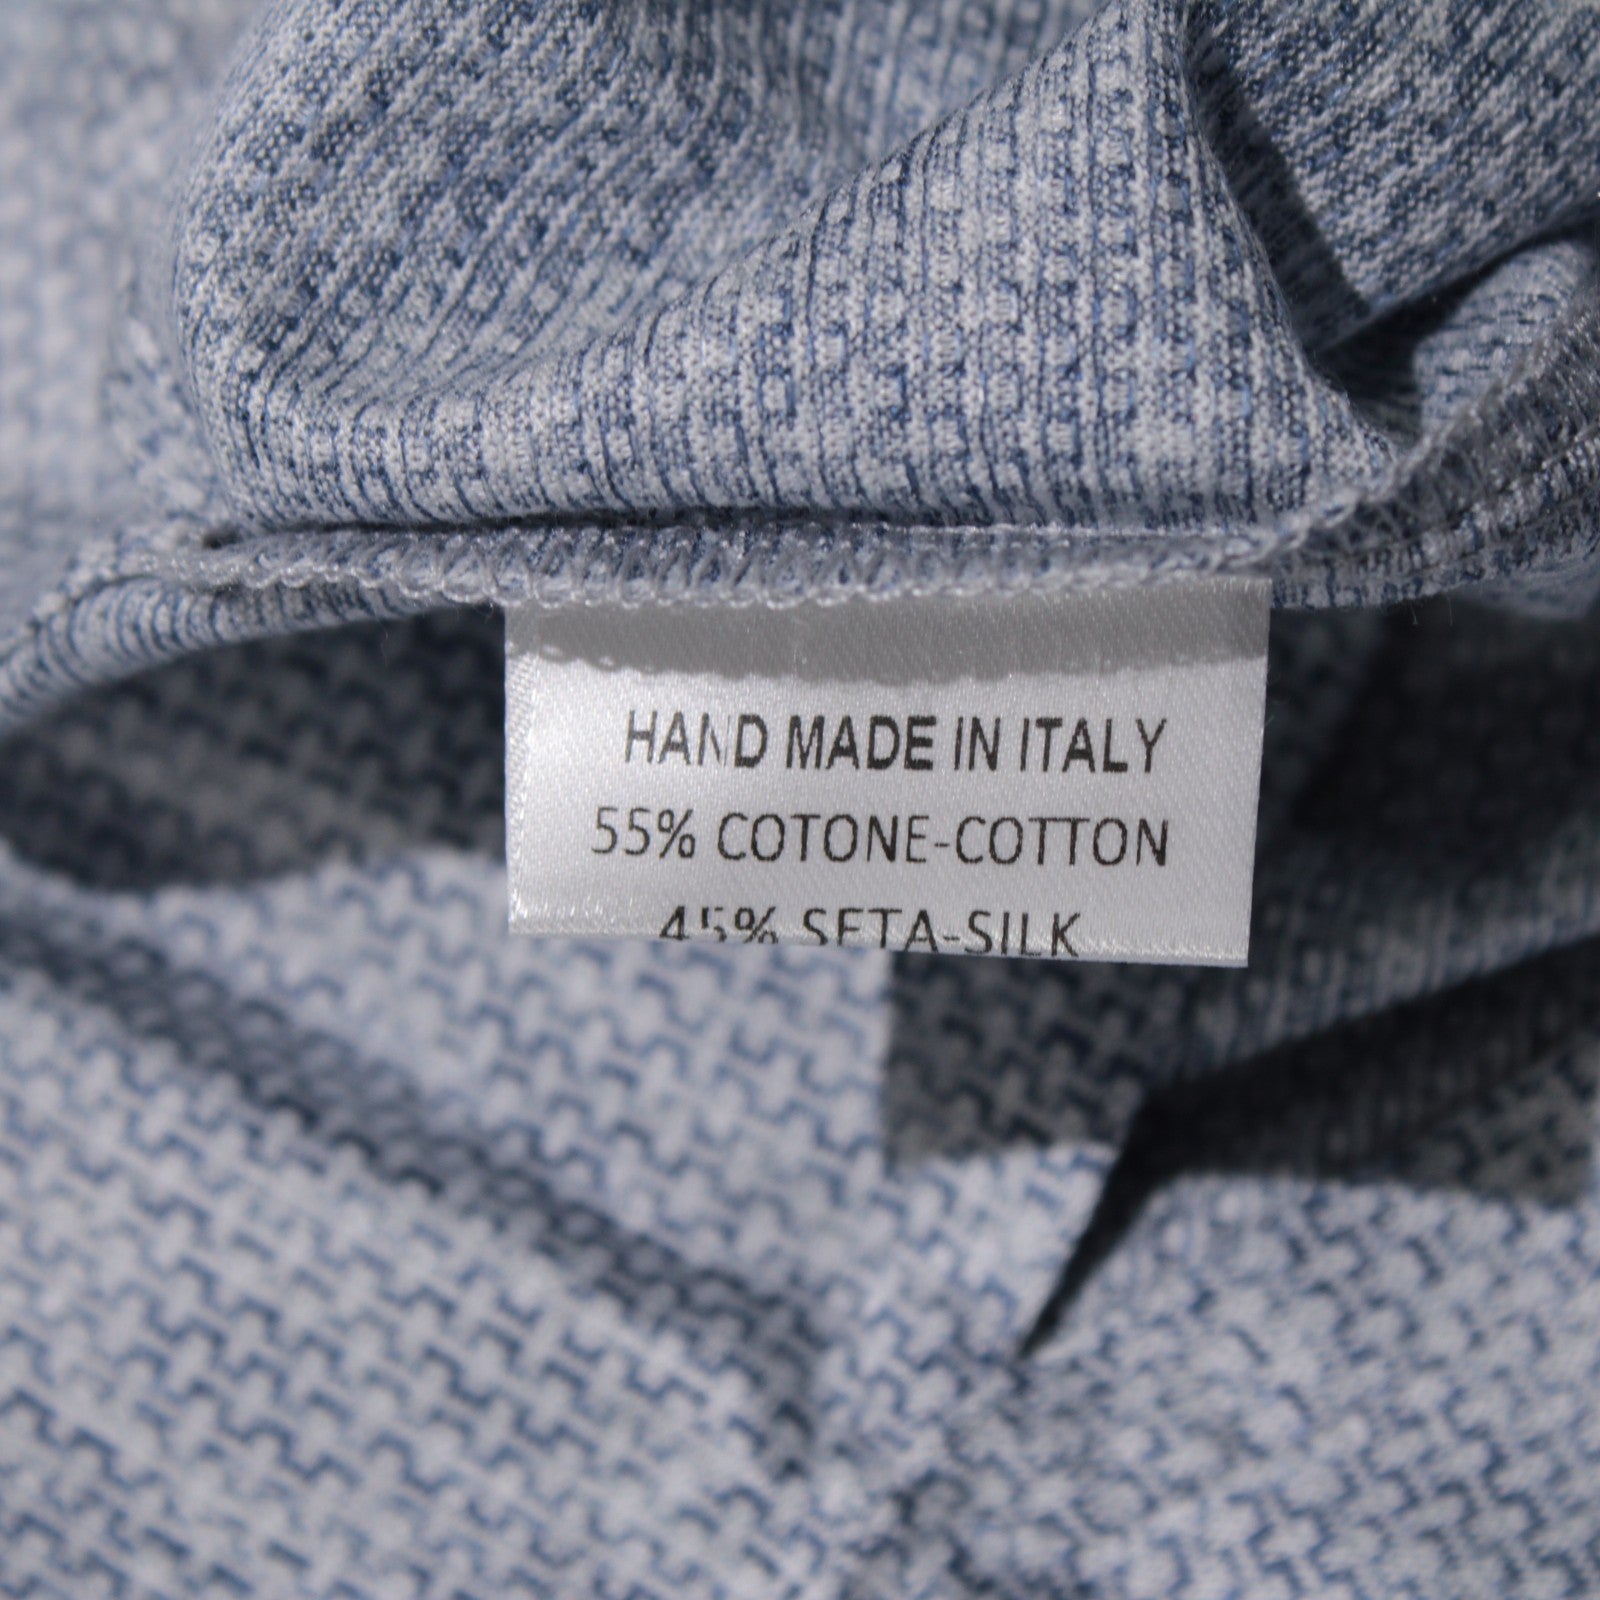 HAND MADE IN ITALY
55% COTONE-COTTON
45% SETA-SILK